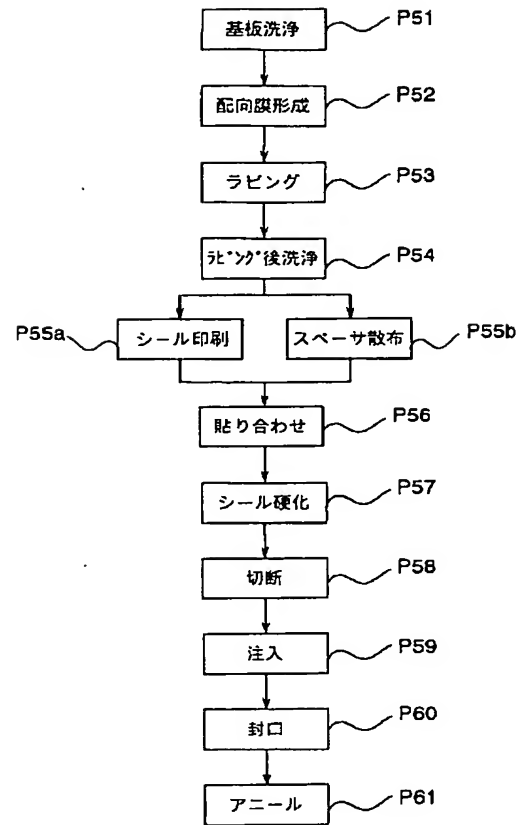 基板洗浄 P51
配向膜形成 P52
ラビング P53
ﾗﾋﾞﾝｸﾞ後洗浄 P54
P55a シール印刷 スペーサ散布 P55b
貼り合わせ P56
シール硬化 P57
切断 P58
注入 P59
封口 P60
アニール P61